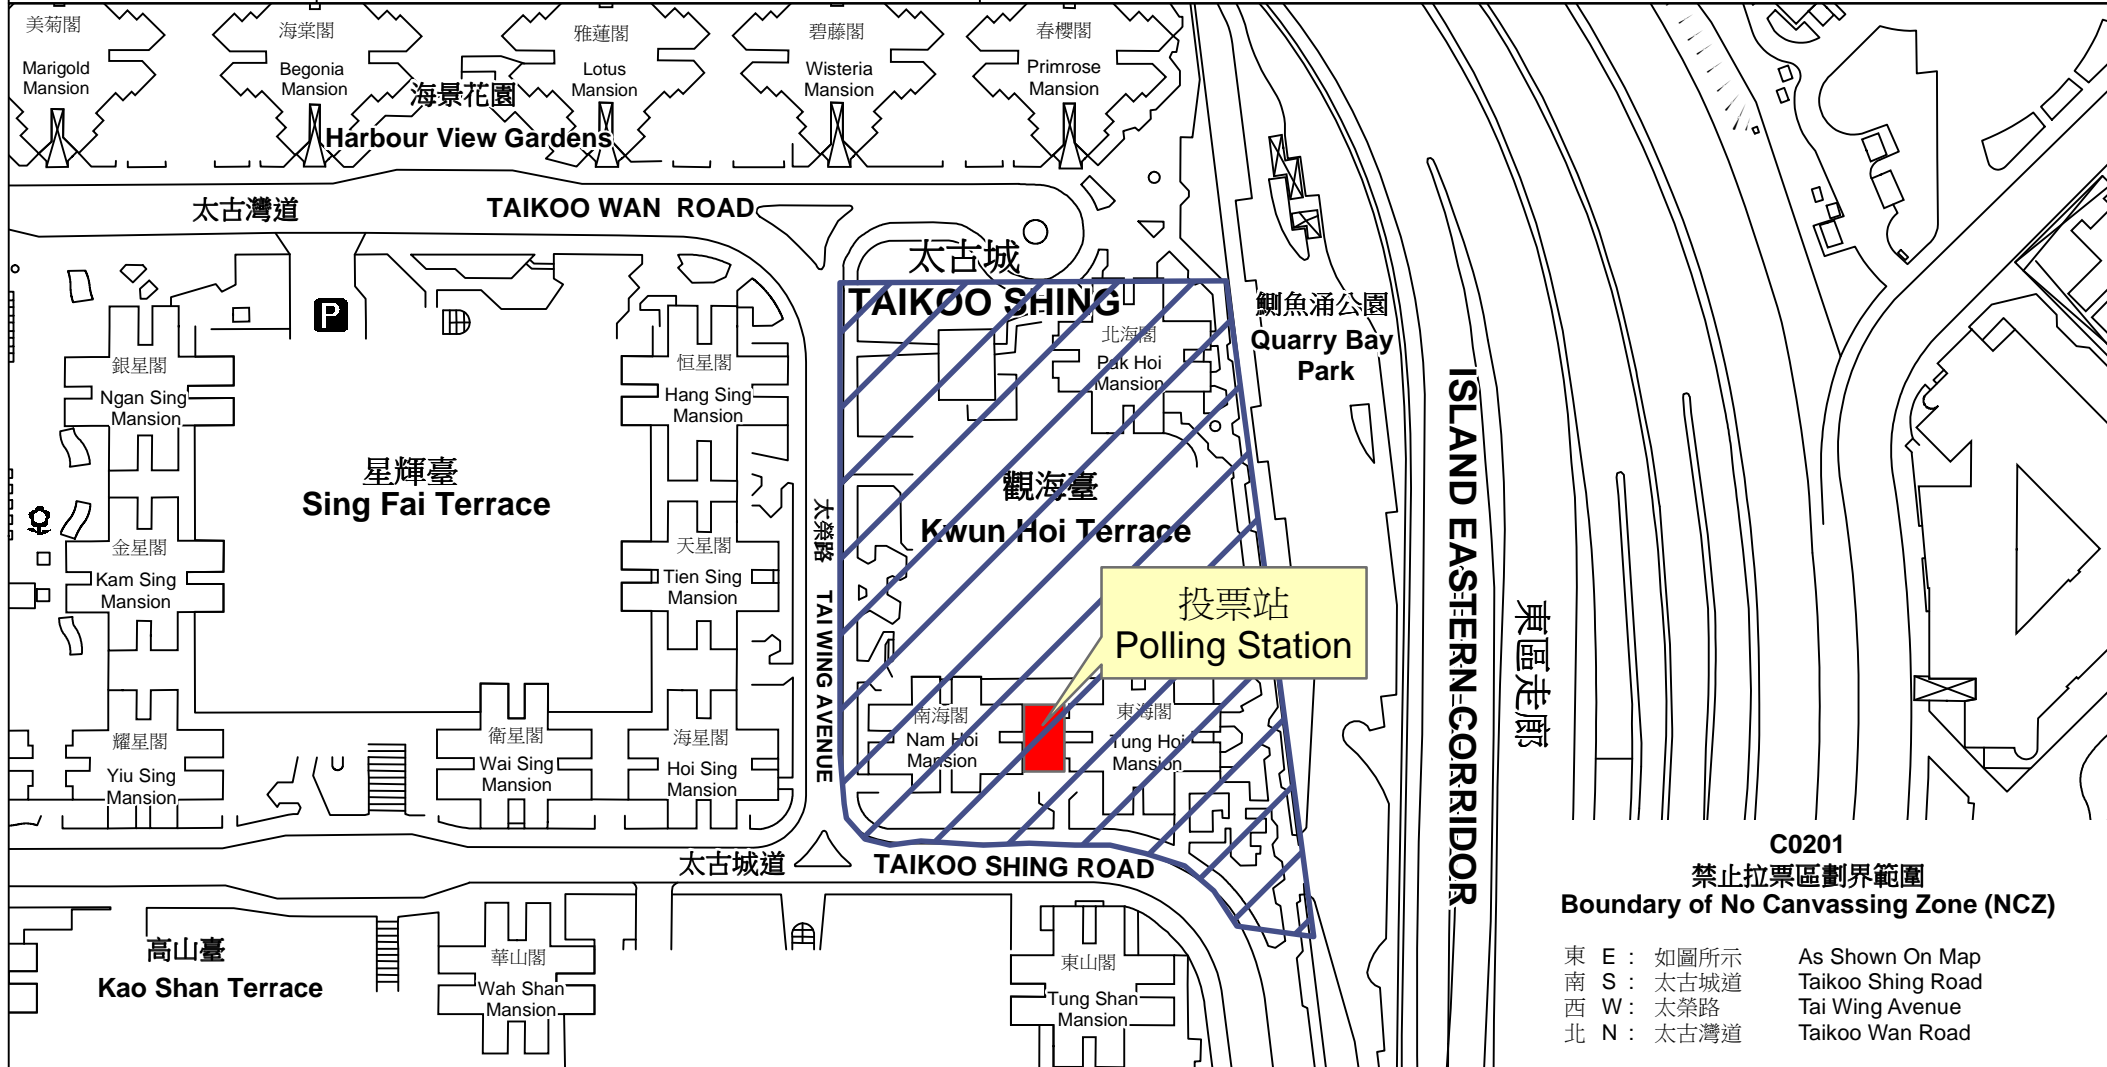 美菊閣
Marigold
Mansion
海棠閣
Begonia
Mansion
雅蓮閣
Lotus
Mansion
碧藤閣
Wisteria
Mansion
春櫻閣
Primrose
Mansion
海景花園
Harbour View Gardens
太古灣道
TAIKOO WAN ROAD
太古城
TAIKOO SHING
P
銀星閣
Ngan Sing
Mansion
恒星閣
Hang Sing
Mansion
北海閣
Pak Hoi
Mansion
鰂魚涌公園
Quarry Bay
Park
星輝臺
Sing Fai Terrace
觀海臺
Kwun Hoi Terrace
太榮路 TAI WING AVENUE
金星閣
Kam Sing
Mansion
天星閣
Tien Sing
Mansion
投票站
Polling Station
ISLAND EASTERN CORRIDOR
東區走廊
耀星閣
Yiu Sing
Mansion
衛星閣
Wai Sing
Mansion
海星閣
Hoi Sing
Mansion
南海閣
Nam Hoi
Mansion
東海閣
Tung Hoi
Mansion
太古城道
TAIKOO SHING ROAD
高山臺
Kao Shan Terrace
華山閣
Wah Shan
Mansion
東山閣
Tung Shan
Mansion
C0201
禁止拉票區劃界範圍
Boundary of No Canvassing Zone (NCZ)
東 E : 如圖所示 As Shown On Map
南 S : 太古城道 Taikoo Shing Road
西 W : 太榮路 Tai Wing Avenue
北 N : 太古灣道 Taikoo Wan Road